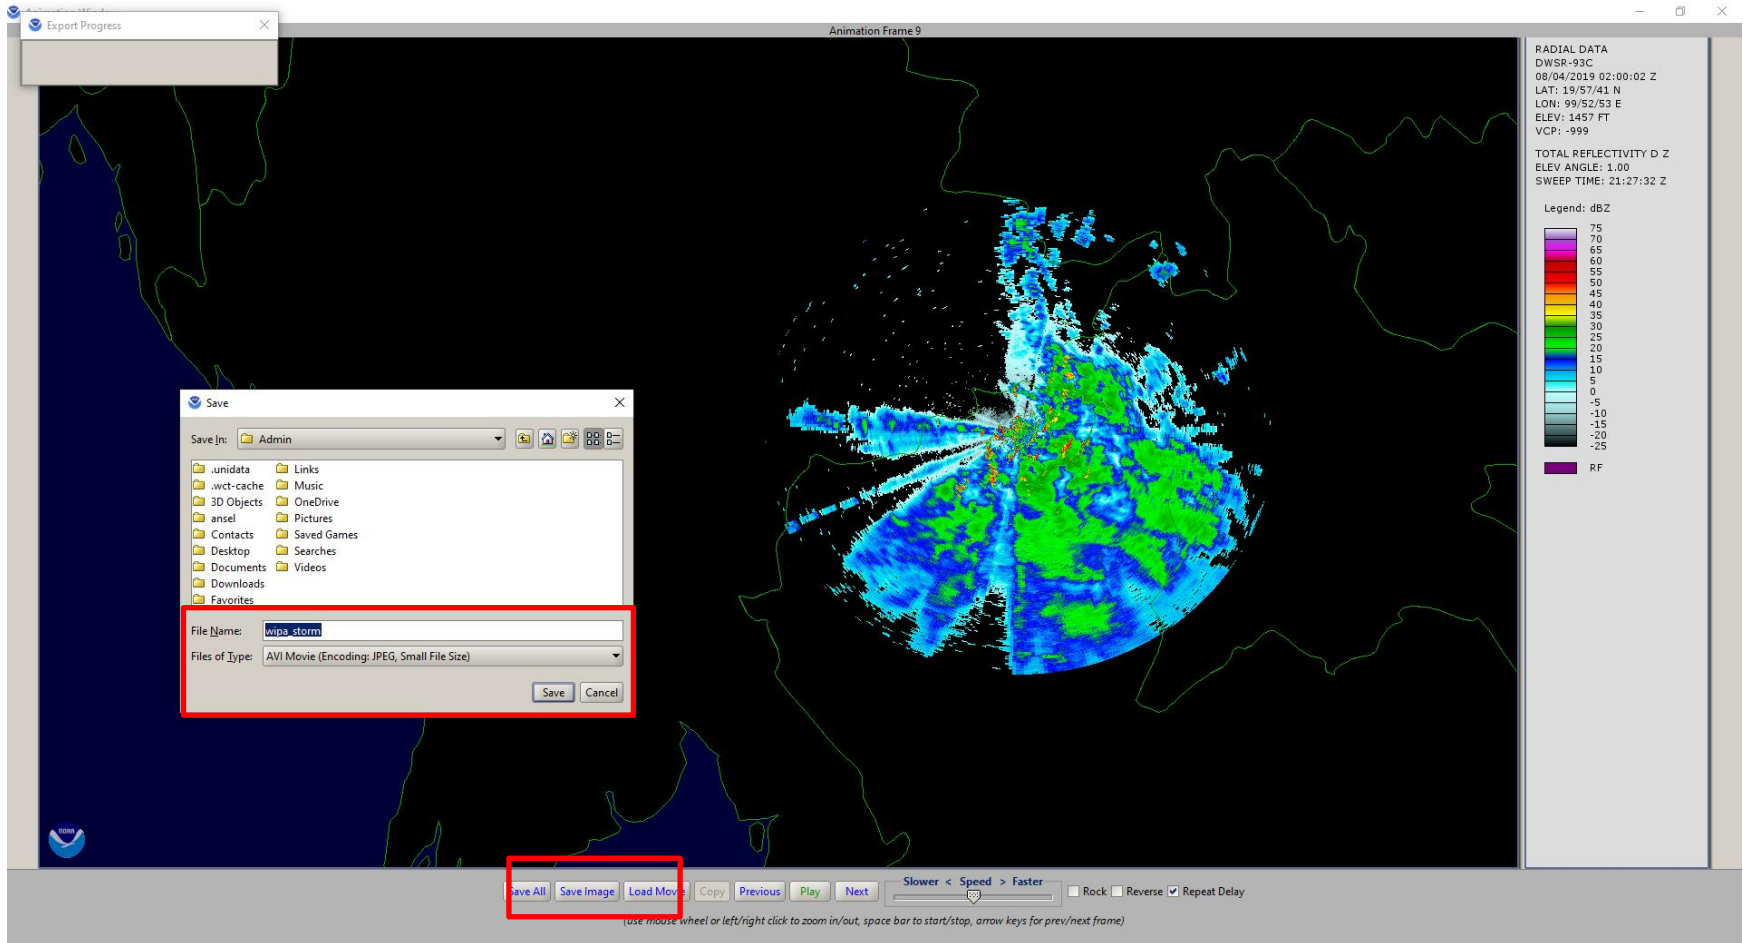 Animation Window
Export Progress
Animation Frame 9
RADIAL DATA
DWSR-93C
08/04/2019 02:00:02 Z
LAT: 19/57/41 N
LON: 99/52/53 E
ELEV: 1457 FT
VCP: -999
TOTAL REFLECTIVITY D Z
ELEV ANGLE: 1.00
SWEEP TIME: 21:27:32 Z
Legend: dBZ
75
70
65
60
55
50
45
40
35
30
25
20
15
10
5
0
-5
-10
-15
-20
-25
RF
Save
Save In: Admin
.unidata Links
.wct-cache Music
3D Objects OneDrive
ansel Pictures
Contacts Saved Games
Desktop Searches
Documents Videos
Downloads
Favorites
File Name: wipa_storm
Files of Type: AVI Movie (Encoding: JPEG, Small File Size)
Save Cancel
NOAA
Slower < Speed > Faster
Save All Save Image Load Movie Copy Previous Play Next Rock Reverse Repeat Delay
(use mouse wheel or left/right click to zoom in/out, space bar to start/stop, arrow keys for prev/next frame)